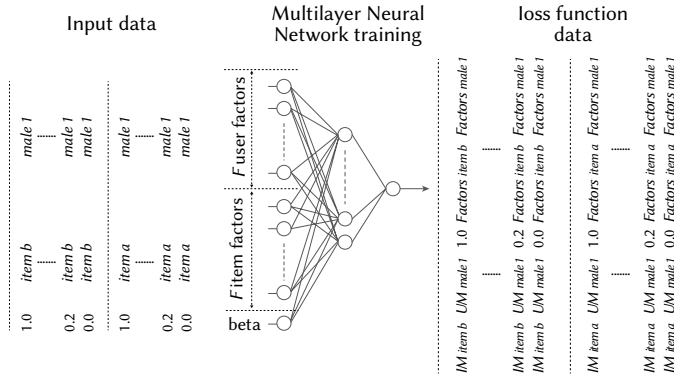 Input data
1.0 item b male 1
0.2 item b male 1
0.0 item b male 1
1.0 item a male 1
0.2 item a male 1
0.0 item a male 1
Multilayer Neural
Network training
F user factors
F item factors
beta
loss function
data
IM item b UM male 1 1.0 Factors item b Factors male 1
IM item b UM male 1 0.2 Factors item b Factors male 1
IM item b UM male 1 0.0 Factors item b Factors male 1
IM item a UM male 1 1.0 Factors item a Factors male 1
IM item a UM male 1 0.2 Factors item a Factors male 1
IM item a UM male 1 0.0 Factors item a Factors male 1